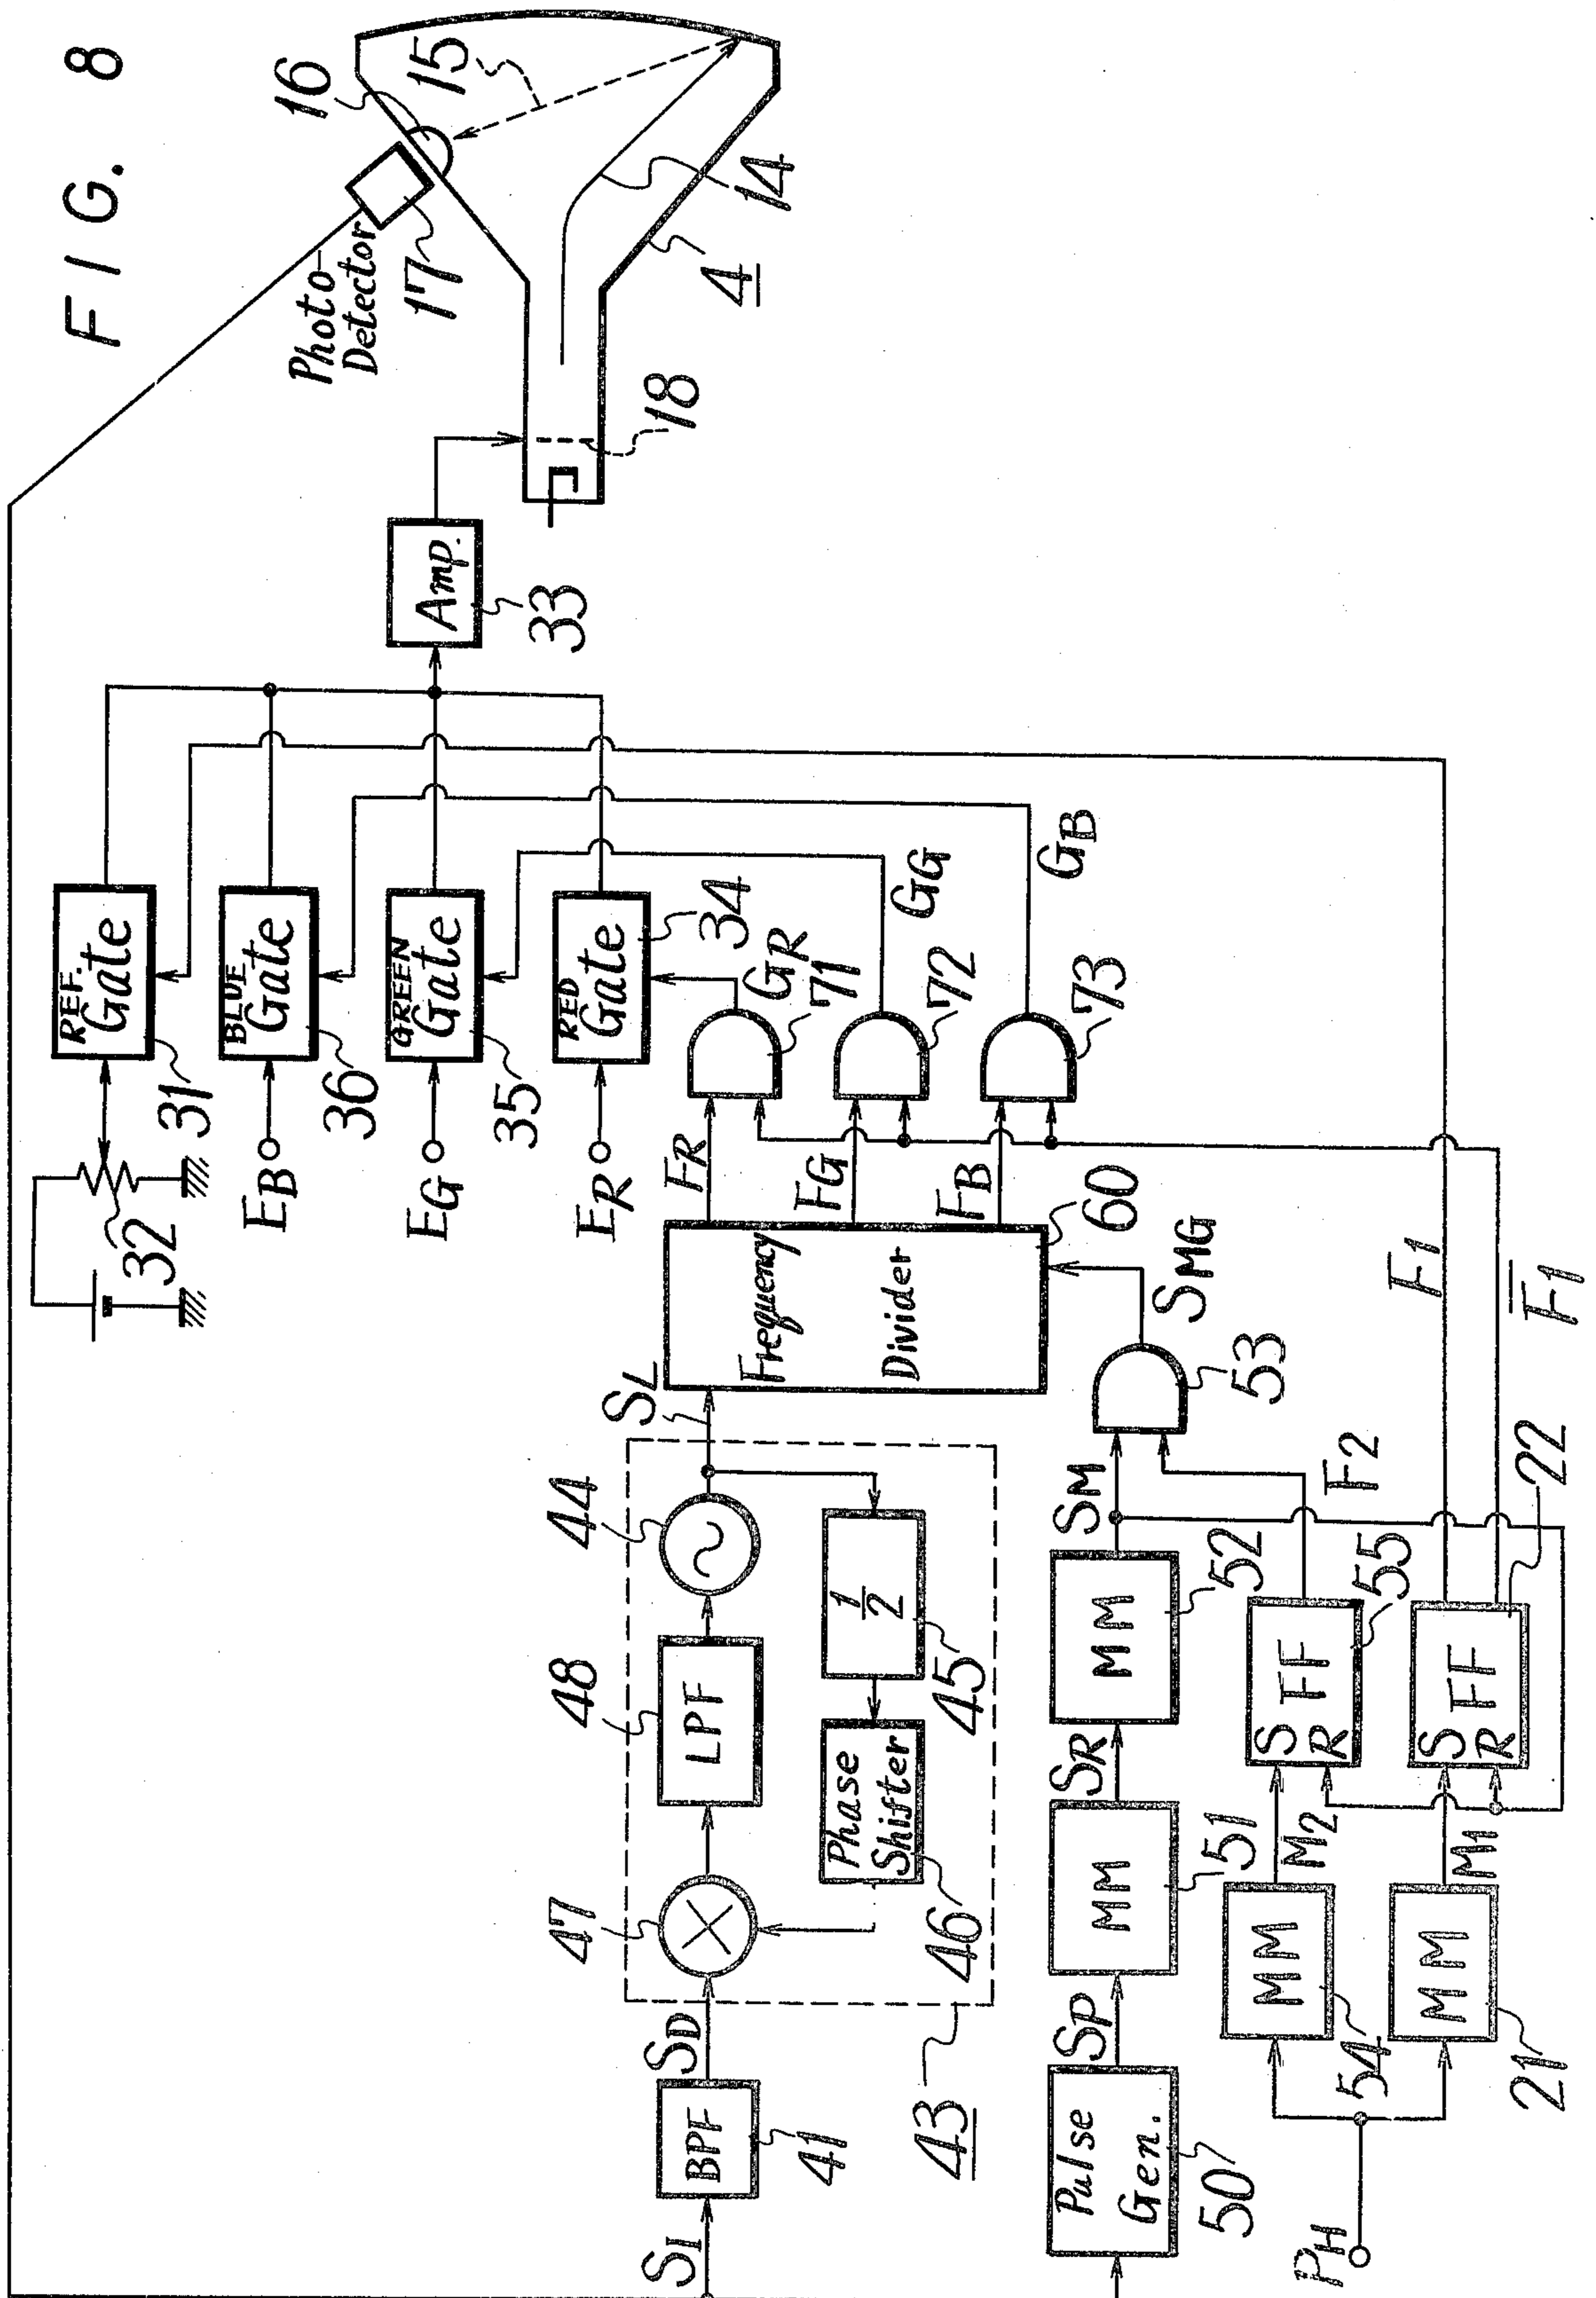 FIG. 8
16
15
Photo-
Detector
17
14
4
18
Amp.
33
REF.
Gate
31
32
BLUE
Gate
36
EB
GREEN
Gate
35
EG
RED
Gate
34
ER
GR
71
GG
72
GB
73
FR
FG
FB
Frequency
Divider
60
SMG
53
SL
44
48
LPF
47
1/2
45
Phase
Shifter
46
43
SI
BPF
41
SD
Pulse
Gen.
50
SP
MM
51
SR
MM
52
SM
F2
PH
MM
54
M2
S
R
FF
55
MM
21
M1
S
R
FF
22
F1
F̅1